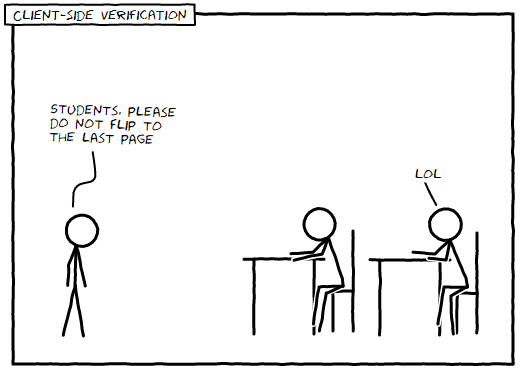 CLIENT-SIDE VERIFICATION
STUDENTS, PLEASE
DO NOT FLIP TO
THE LAST PAGE
LOL